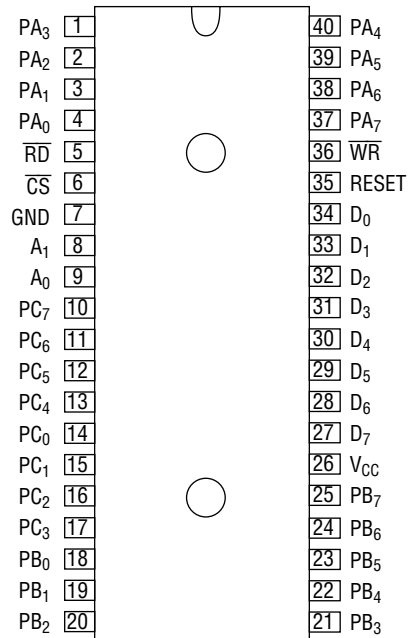 PA3 1 40 PA4
PA2 2 39 PA5
PA1 3 38 PA6
PA0 4 37 PA7
R̅D̅ 5 36 W̅R̅
C̅S̅ 6 35 RESET
GND 7 34 D0
A1 8 33 D1
A0 9 32 D2
PC7 10 31 D3
PC6 11 30 D4
PC5 12 29 D5
PC4 13 28 D6
PC0 14 27 D7
PC1 15 26 VCC
PC2 16 25 PB7
PC3 17 24 PB6
PB0 18 23 PB5
PB1 19 22 PB4
PB2 20 21 PB3